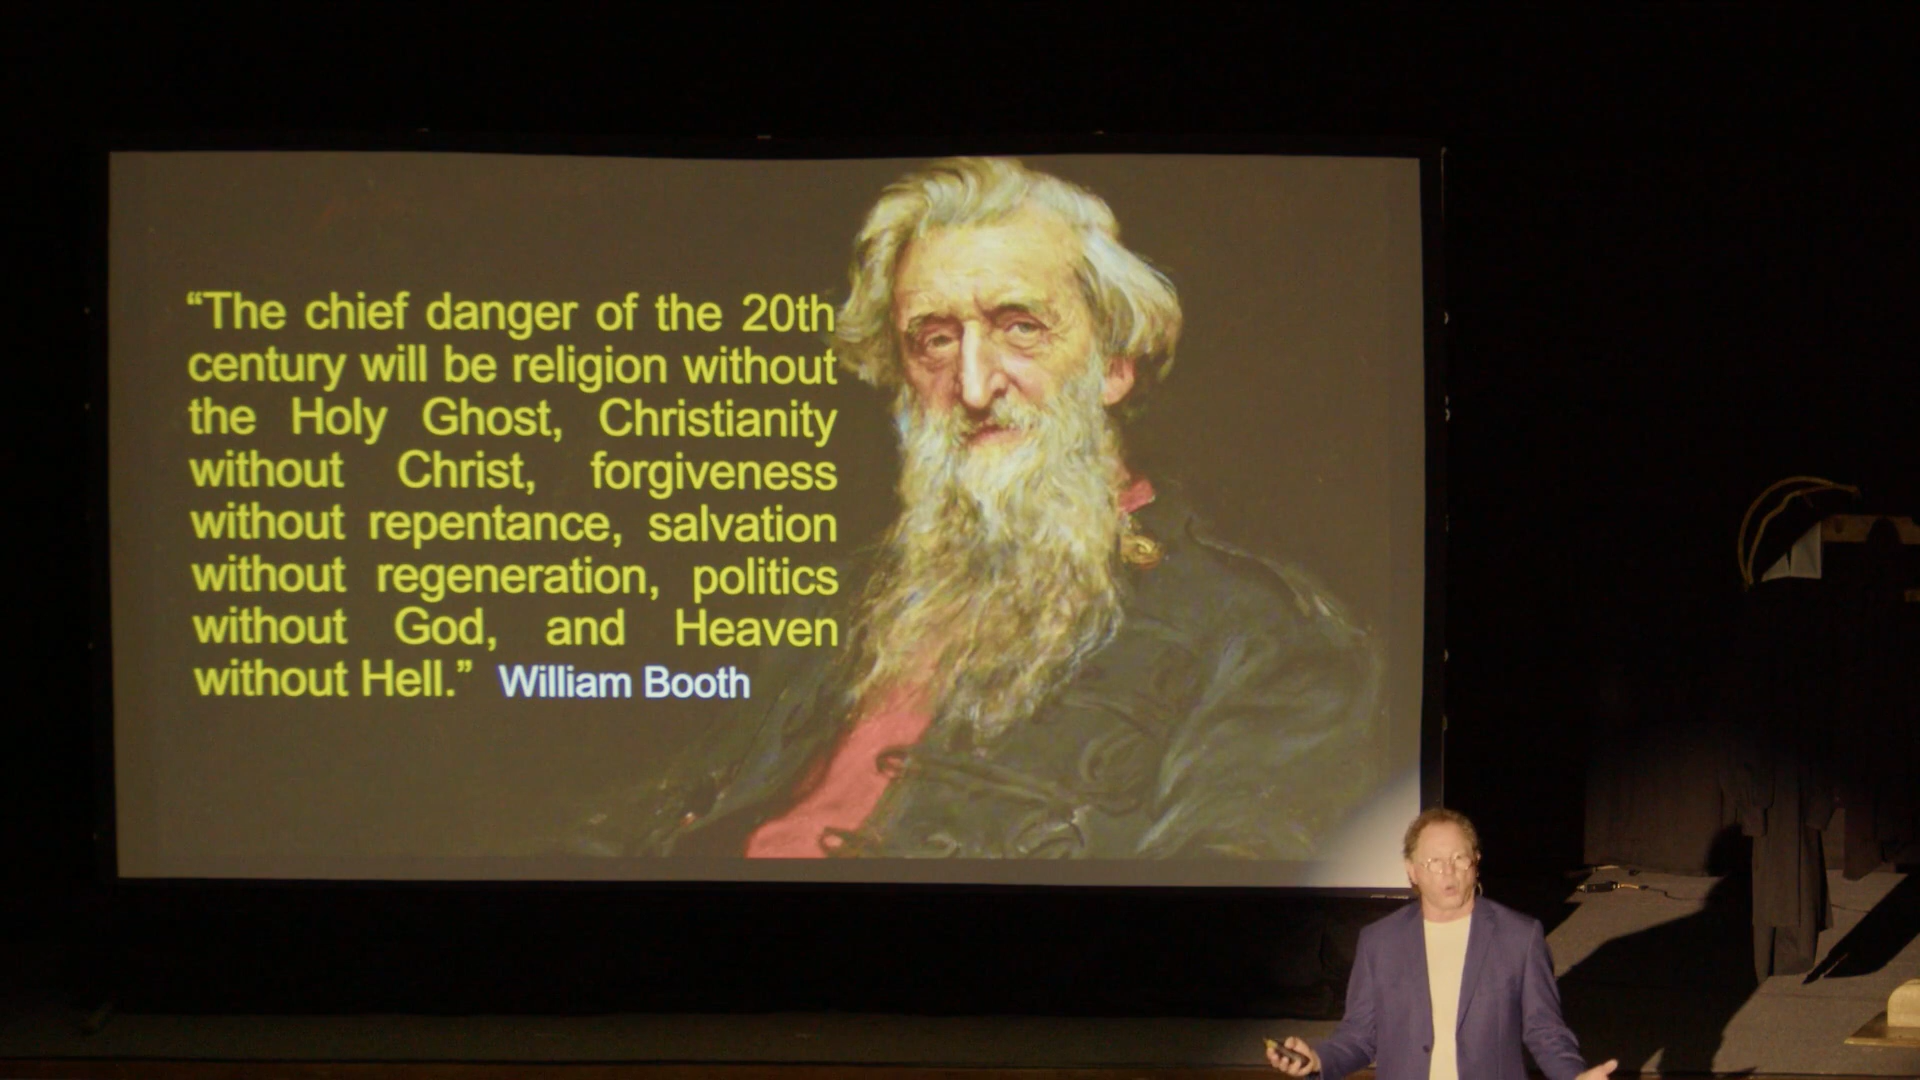 “The chief danger of the 20th
century will be religion without
the Holy Ghost, Christianity
without Christ, forgiveness
without repentance, salvation
without regeneration, politics
without God, and Heaven
without Hell.” William Booth